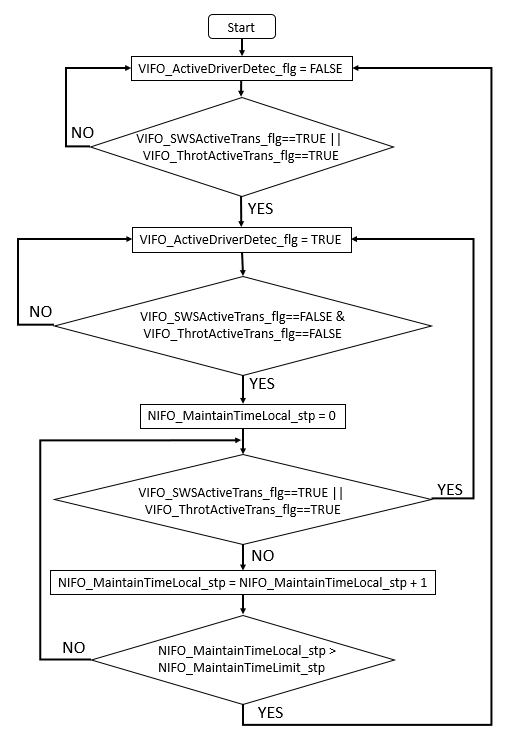 Start
VIFO_ActiveDriverDetec_flg = FALSE
VIFO_SWSActiveTrans_flg==TRUE ||
VIFO_ThrotActiveTrans_flg==TRUE
NO
YES
VIFO_ActiveDriverDetec_flg = TRUE
VIFO_SWSActiveTrans_flg==FALSE &
VIFO_ThrotActiveTrans_flg==FALSE
NO
YES
NIFO_MaintainTimeLocal_stp = 0
VIFO_SWSActiveTrans_flg==TRUE ||
VIFO_ThrotActiveTrans_flg==TRUE
YES
NO
NIFO_MaintainTimeLocal_stp = NIFO_MaintainTimeLocal_stp + 1
NIFO_MaintainTimeLocal_stp >
NIFO_MaintainTimeLimit_stp
NO
YES